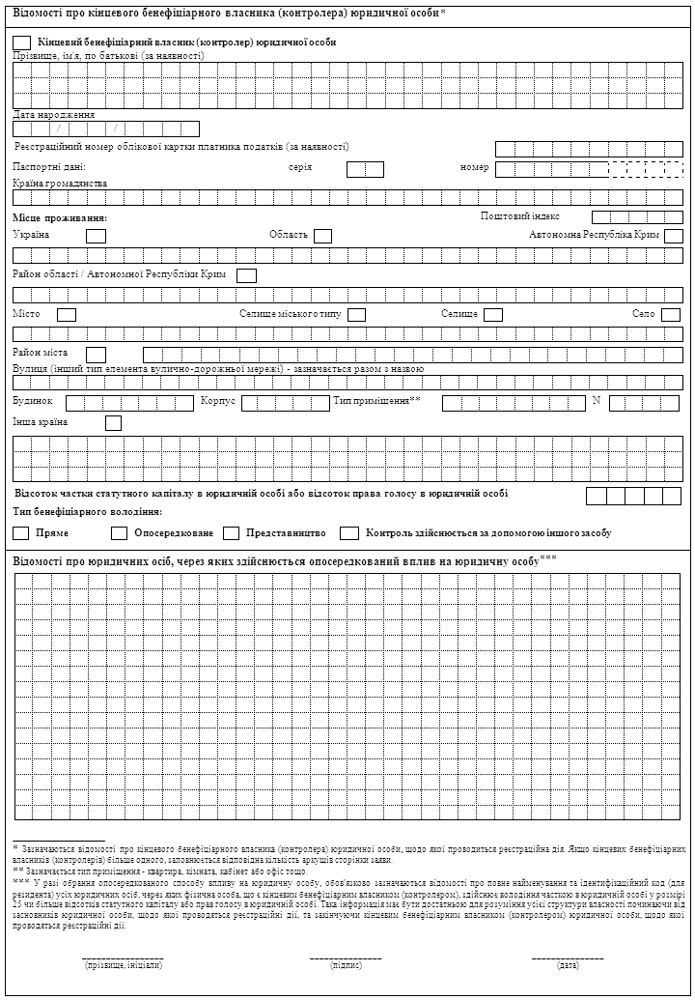 Відомості про кінцевого бенефіціарного власника (контролера) юридичної особи*
Кінцевий бенефіціарний власник (контролер) юридичної особи
Прізвище, ім'я, по батькові (за наявності)
Дата народження
/ /
Реєстраційний номер облікової картки платника податків (за наявності)
Паспортні дані: серія номер
Країна громадянства
Місце проживання: Поштовий індекс
Україна Область Автономна Республіка Крим
Район області / Автономної Республіки Крим
Місто Селище міського типу Селище Село
Район міста
Вулиця (інший тип елемента вулично-дорожньої мережі) - зазначається разом з назвою
Будинок Корпус Тип приміщення** N
Інша країна
Відсоток частки статутного капіталу в юридичній особі або відсоток права голосу в юридичній особі
Тип бенефіціарного володіння:
Пряме Опосередковане Представництво Контроль здійснюється за допомогою іншого засобу
Відомості про юридичних осіб, через яких здійснюється опосередкований вплив на юридичну особу***
* Зазначаються відомості про кінцевого бенефіціарного власника (контролера) юридичної особи, щодо якої проводиться реєстраційна дія. Якщо кінцевих бенефіціарних
власників (контролерів) більше одного, заповнюється відповідна кількість аркушів сторінки заяви.
** Зазначається тип приміщення - квартира, кімната, кабінет або офіс тощо.
*** У разі обрання опосередкованого способу впливу на юридичну особу, обов'язково зазначаються відомості про повне найменування та ідентифікаційний код (для
резидента) усіх юридичних осіб, через яких фізична особа, що є кінцевим бенефіціарним власником (контролером), здійснює володіння часткою в юридичній особі у розмірі
25 чи більше відсотків статутного капіталу або прав голосу в юридичній особі. Така інформація має бути достатньою для розуміння усієї структури власності починаючи від
засновників юридичної особи, щодо якої проводяться реєстраційні дії, та закінчуючи кінцевим бенефіціарним власником (контролером) юридичної особи, щодо якої
проводяться реєстраційні дії.
(прізвище, ініціали) (підпис) (дата)